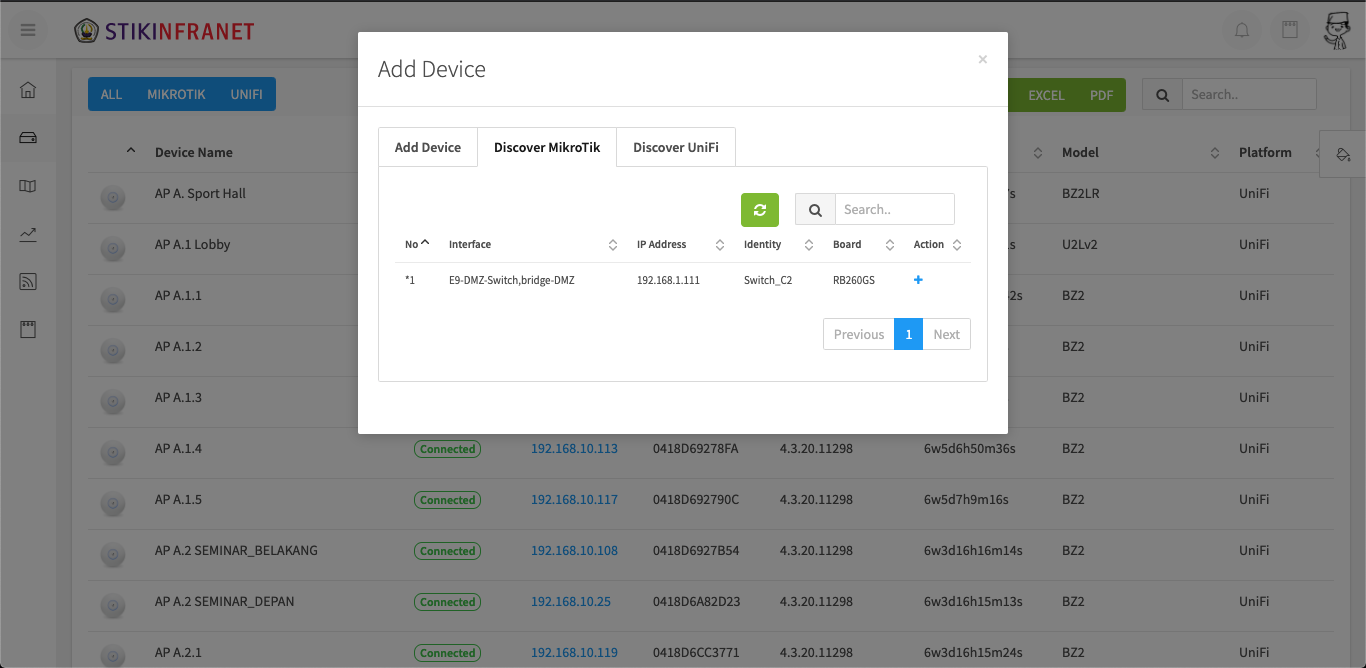 STIKINFRANET
Add Device
×
ALL MIKROTIK UNIFI
EXCEL PDF
Search..
Add Device Discover MikroTik Discover UniFi
Device Name Model Platform
Search..
AP A. Sport Hall 7s BZ2LR UniFi
No Interface IP Address Identity Board Action
AP A.1 Lobby 1s U2Lv2 UniFi
*1 E9-DMZ-Switch,bridge-DMZ 192.168.1.111 Switch_C2 RB260GS +
AP A.1.1 52s BZ2 UniFi
Previous 1 Next
AP A.1.2 BZ2 UniFi
AP A.1.3 BZ2 UniFi
AP A.1.4 Connected 192.168.10.113 0418D69278FA 4.3.20.11298 6w5d6h50m36s BZ2 UniFi
AP A.1.5 Connected 192.168.10.117 0418D692790C 4.3.20.11298 6w5d7h9m16s BZ2 UniFi
AP A.2 SEMINAR_BELAKANG Connected 192.168.10.108 0418D6927B54 4.3.20.11298 6w3d16h16m14s BZ2 UniFi
AP A.2 SEMINAR_DEPAN Connected 192.168.10.25 0418D6A82D23 4.3.20.11298 6w3d16h15m13s BZ2 UniFi
AP A.2.1 Connected 192.168.10.119 0418D6CC3771 4.3.20.11298 6w3d16h15m24s BZ2 UniFi